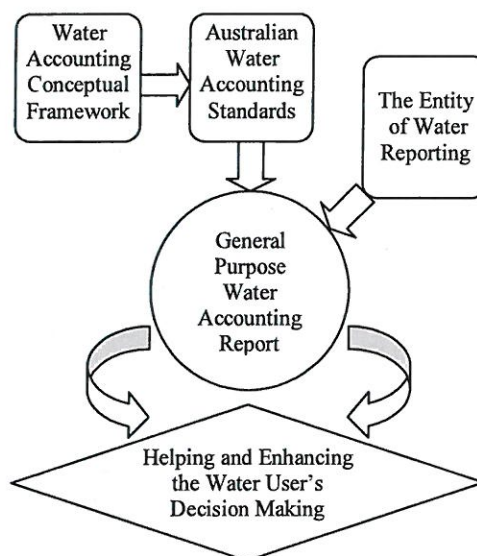 Water
Accounting
Conceptual
Framework
Australian
Water
Accounting
Standards
The Entity
of Water
Reporting
General
Purpose
Water
Accounting
Report
Helping and Enhancing
the Water User's
Decision Making